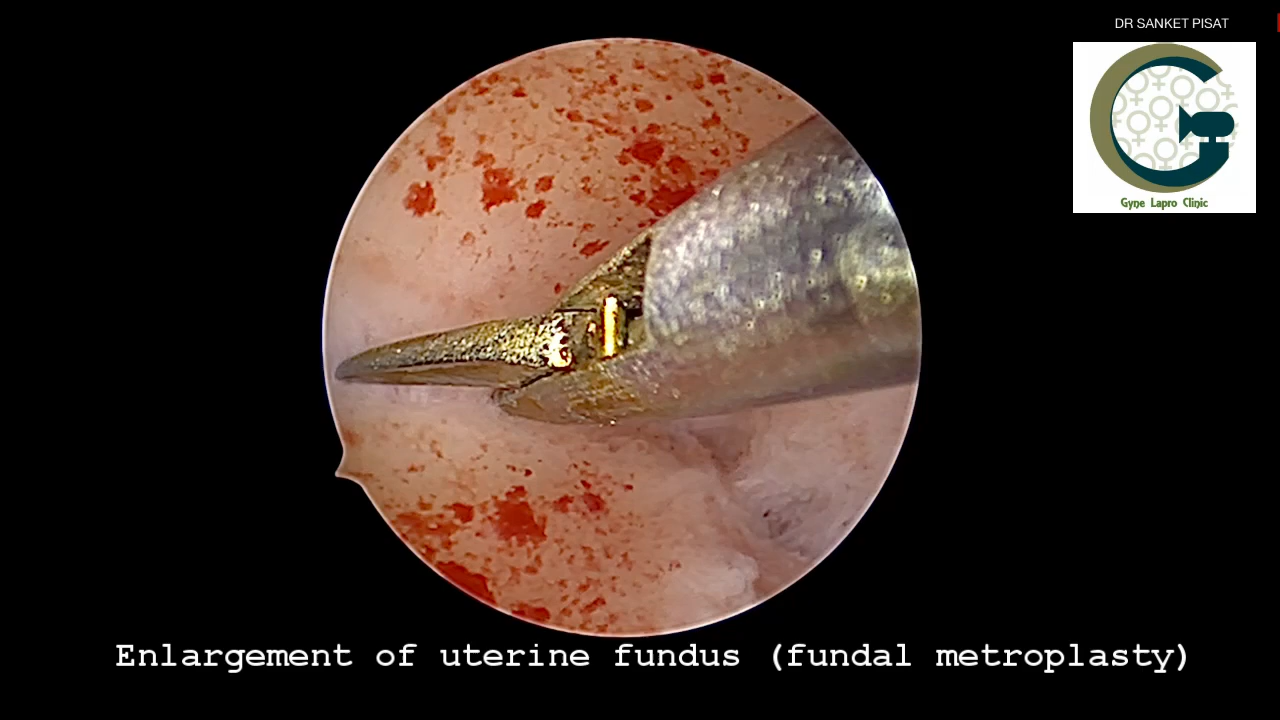 DR SANKET PISAT
Gyne Lapro Clinic
Enlargement of uterine fundus (fundal metroplasty)